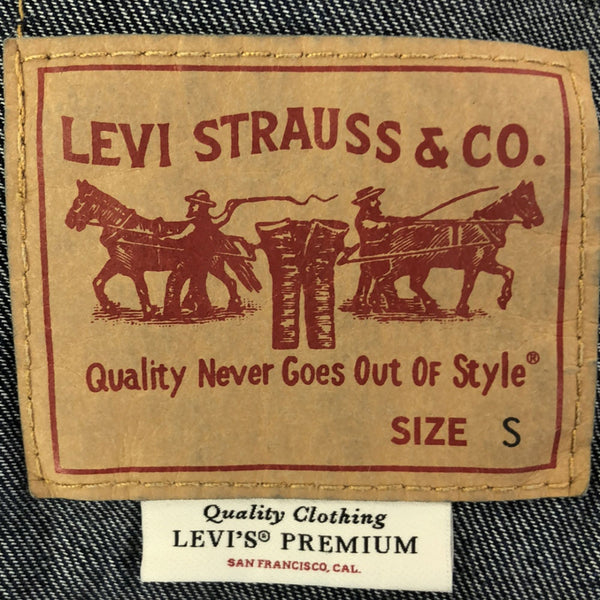 LEVI STRAUSS & CO.
Quality Never Goes Out Of Style®
SIZE S
Quality Clothing
LEVI'S® PREMIUM
SAN FRANCISCO, CAL.